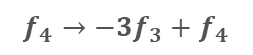 f₄ → −3f₃ + f₄